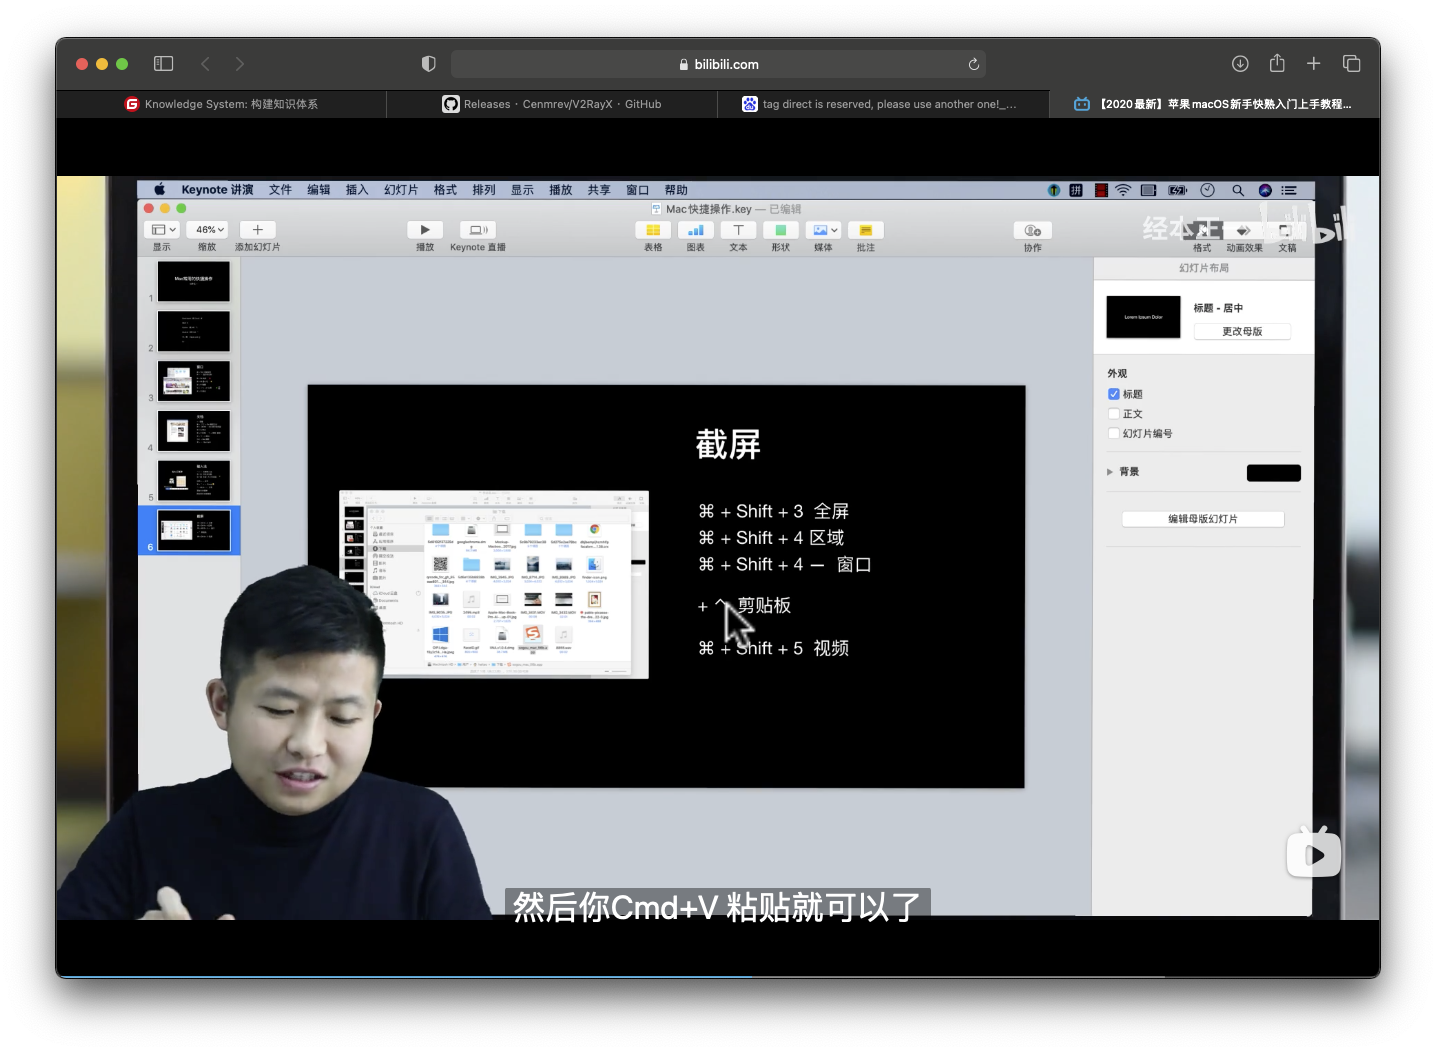 bilibili.com
Knowledge System: 构建知识体系
Releases · Cenmrev/V2RayX · GitHub
tag direct is reserved, please use another one!_...
【2020最新】苹果macOS新手快熟入门上手教程...
Keynote 讲演 文件 编辑 插入 幻灯片 格式 排列 显示 播放 共享 窗口 帮助
拼
Mac快捷操作.key — 已编辑
46%
显示 缩放 添加幻灯片 播放 Keynote 直播 表格 图表 文本 形状 媒体 批注 协作 格式 动画效果 文稿
经本正一
bilibili
幻灯片布局
Lorem Ipsum Dolor
标题 - 居中
更改母版
外观
标题
正文
幻灯片编号
背景
编辑母版幻灯片
1
2
3
4
5
6
截屏
⌘ + Shift + 3 全屏
⌘ + Shift + 4 区域
⌘ + Shift + 4 — 窗口
+ ^ 剪贴板
⌘ + Shift + 5 视频
然后你Cmd+V 粘贴就可以了